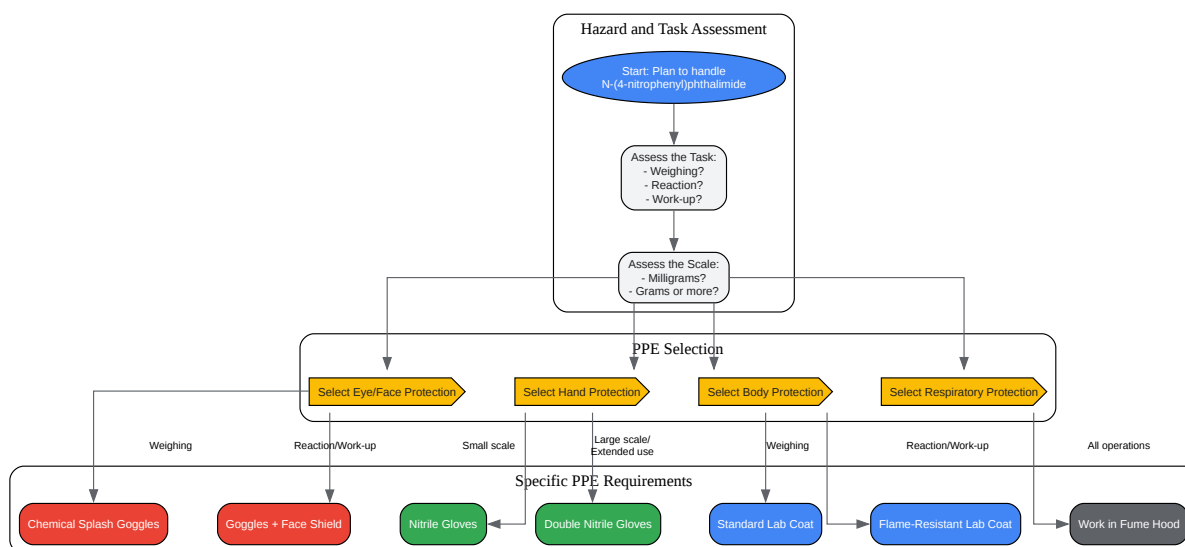 Hazard and Task Assessment
Start: Plan to handle
N-(4-nitrophenyl)phthalimide
Assess the Task:
- Weighing?
- Reaction?
- Work-up?
Assess the Scale:
- Milligrams?
- Grams or more?
PPE Selection
Select Eye/Face Protection
Select Hand Protection
Select Body Protection
Select Respiratory Protection
Weighing
Reaction/Work-up
Small scale
Large scale/
Extended use
Weighing
Reaction/Work-up
All operations
Specific PPE Requirements
Chemical Splash Goggles
Goggles + Face Shield
Nitrile Gloves
Double Nitrile Gloves
Standard Lab Coat
Flame-Resistant Lab Coat
Work in Fume Hood